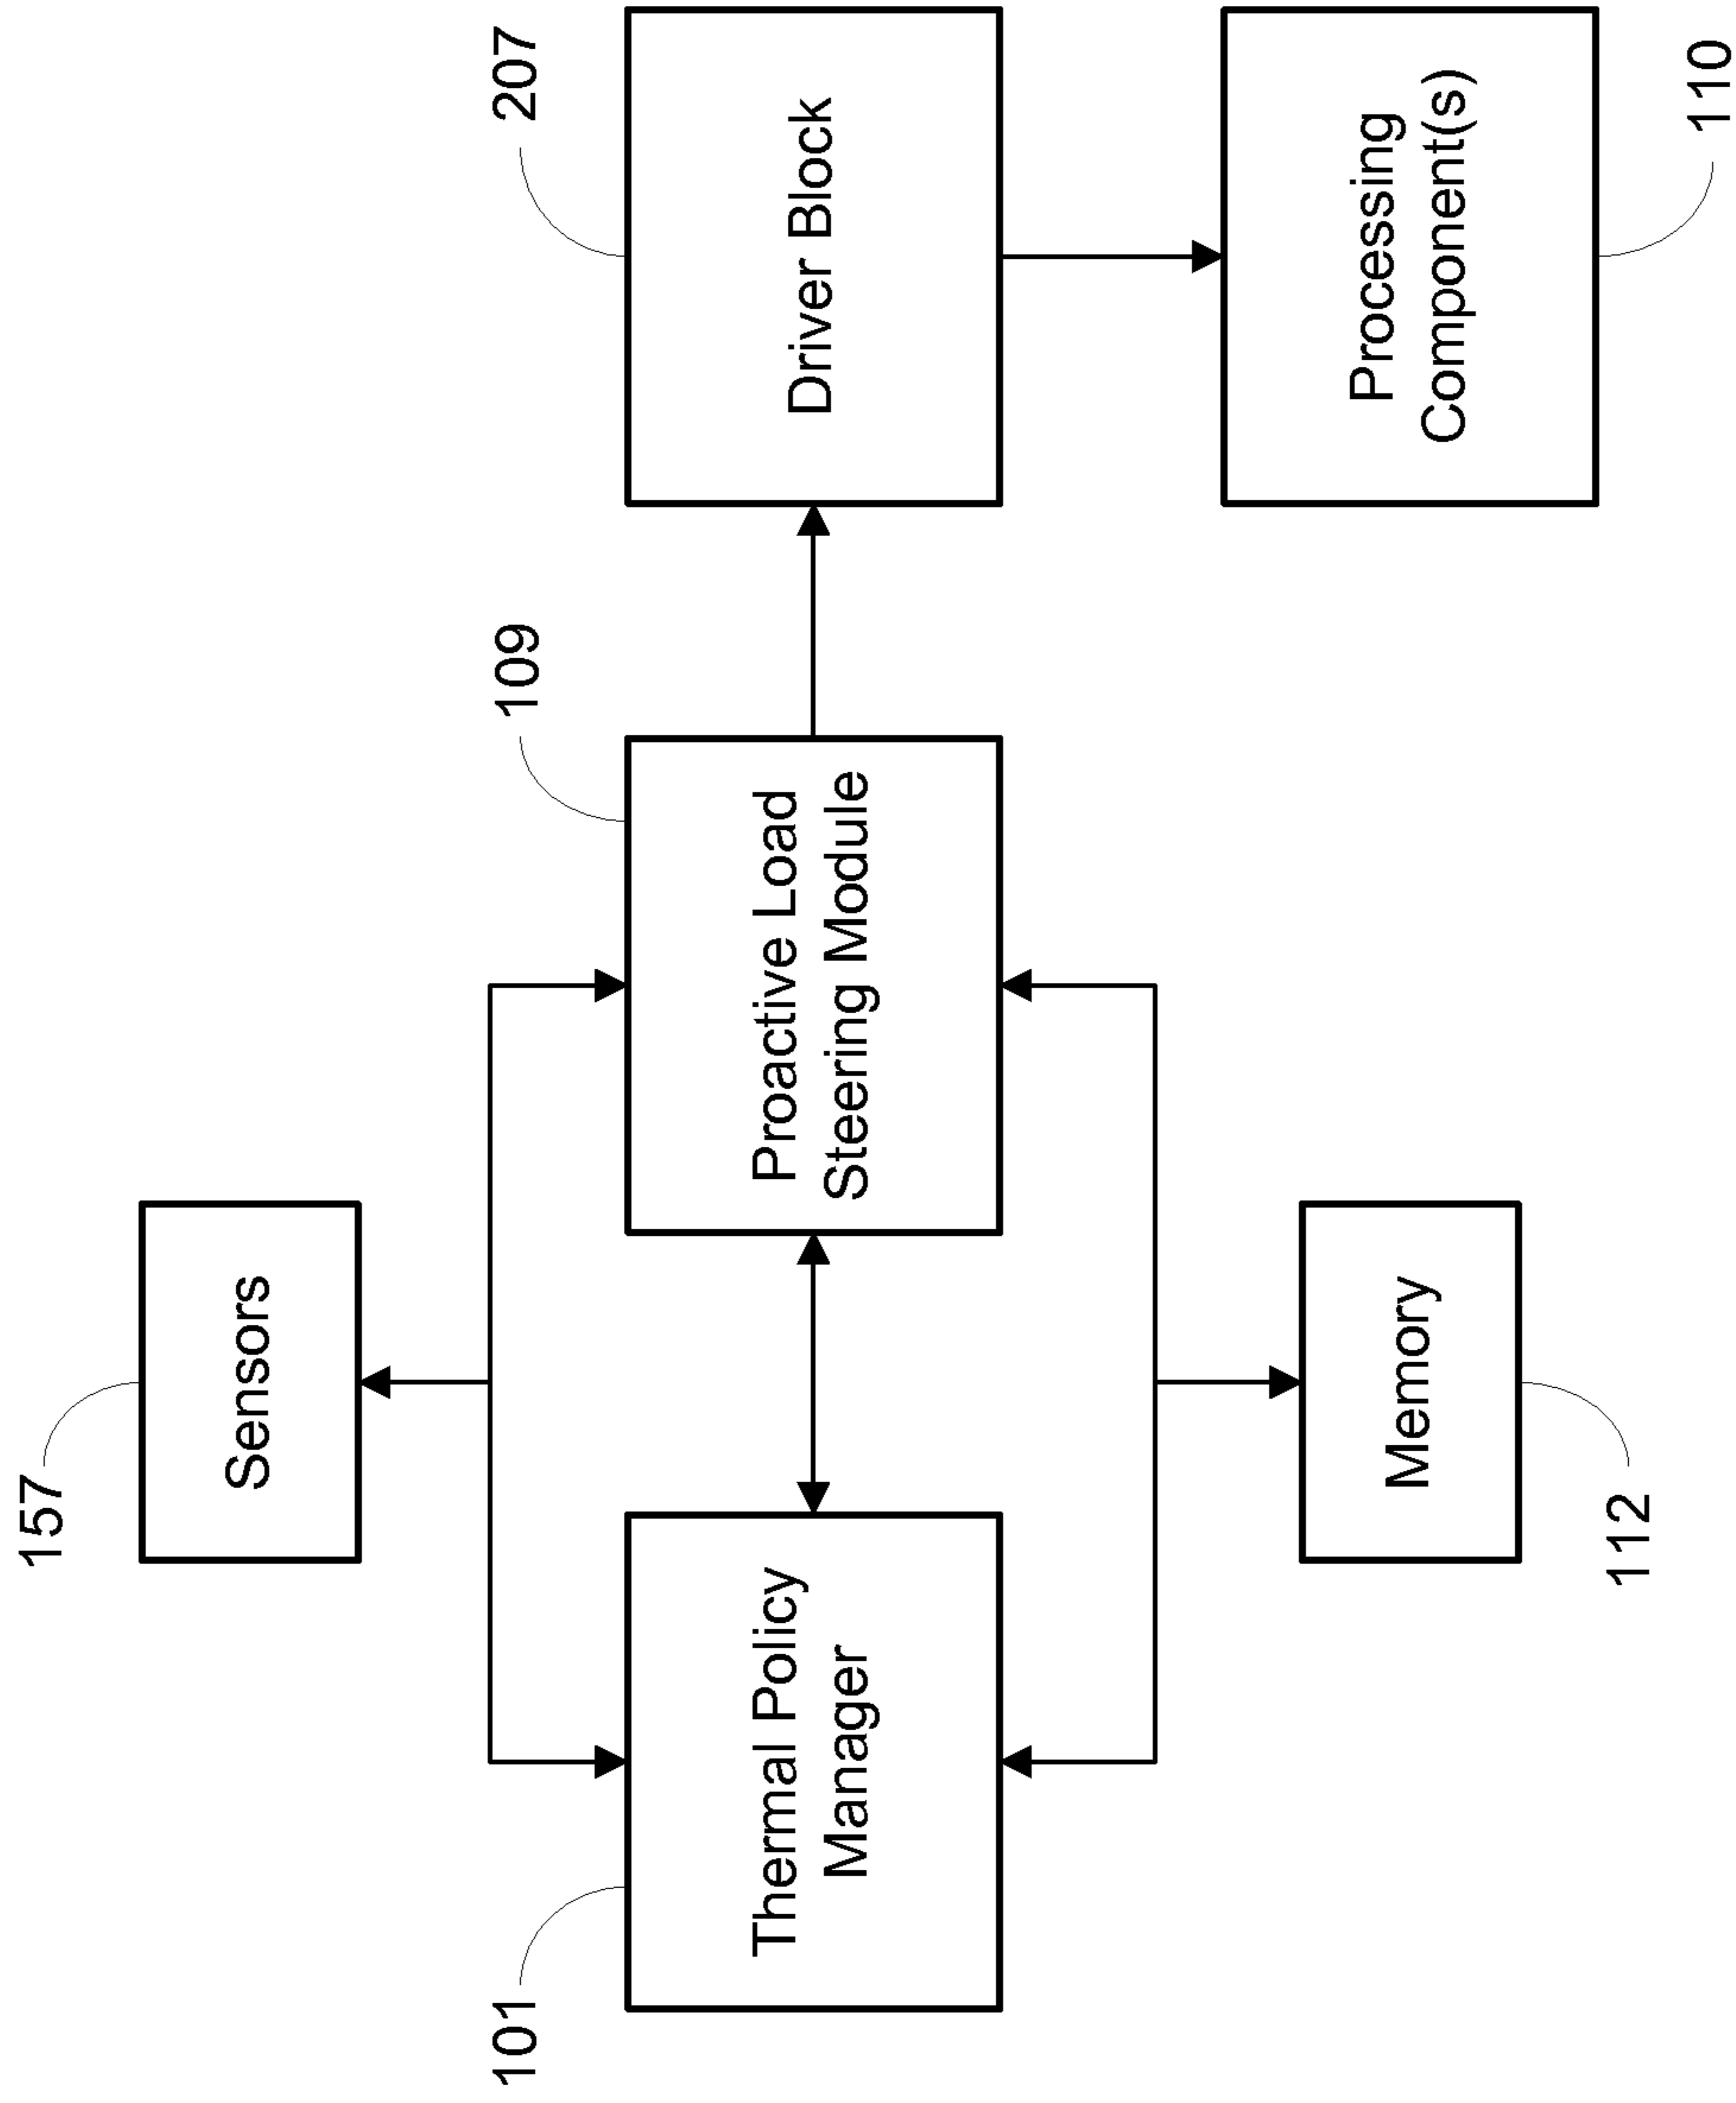 157
Sensors
101
109
207
Thermal Policy
Manager
Proactive Load
Steering Module
Driver Block
Memory
112
Processing
Component(s)
110